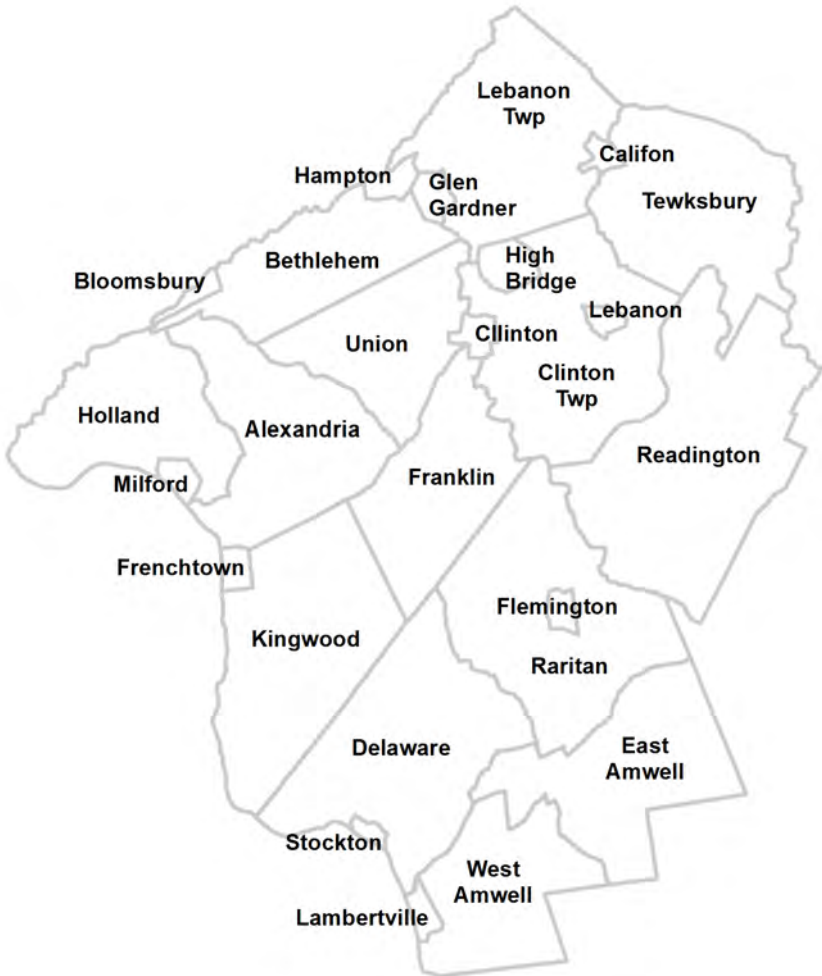 Lebanon
Twp
Califon
Hampton
Glen
Gardner
Tewksbury
Bethlehem
High
Bridge
Bloomsbury
Lebanon
Union
Cllinton
Clinton
Twp
Holland
Alexandria
Readington
Milford
Franklin
Frenchtown
Flemington
Kingwood
Raritan
Delaware
East
Amwell
Stockton
West
Amwell
Lambertville